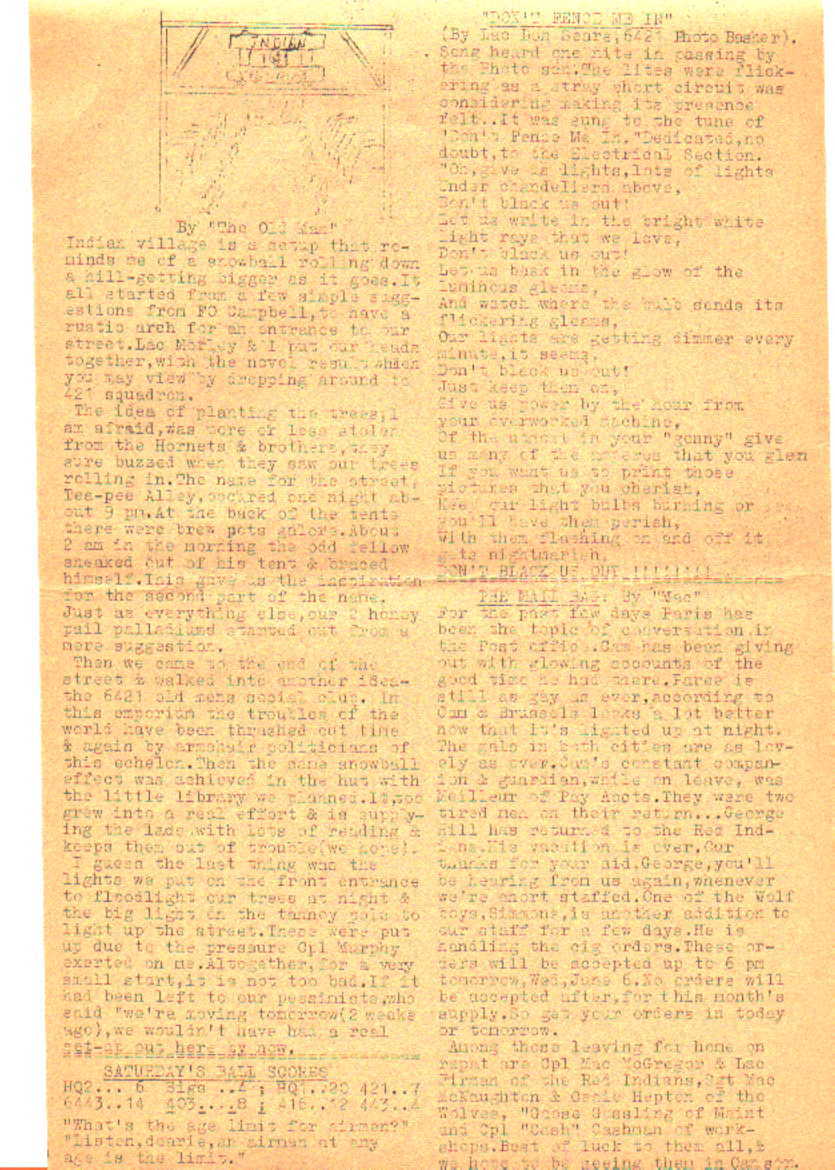 INDIAN
By "The Old Man"
Indian village is a setup that re-
minds me of a snowball rolling down
a hill-getting bigger as it goes.It
all started from a few simple sugg-
estions from FO Campbell,to have a
rustic arch for an entrance to our
street.Lac Morley & I put our heads
together,with the novel result which
you may view by dropping around to
421 squadron.
The idea of planting the trees,I
am afraid,was more or less stolen
from the Hornets & brothers,they
sure buzzed when they saw our trees
rolling in.The name for the street,
Tea-pee Alley,occured one night ab-
out 9 pm.At the back of the tents
there were brew pots galore.About
2 am in the morning the odd fellow
sneaked out of his tent & braced
himself.This gave us the inspiration
for the second part of the name.
Just as everything else,our 2 honey
pail palladiums started out from a
mere suggestion.
Then we came to the end of the
street & walked into another idea-
the 6421 old mens social club. In
this emporium the troubles of the
world have been thrashed out time
& again by armchair politicians of
this echelon.Then the same snowball
effect was achieved in the hut with
the little library we planned.It,too
grew into a real effort & is supply-
ing the lads with lots of reading &
keeps them out of trouble(we hope).
I guess the last thing was the
lights we put on the front entrance
to floodlight our trees at night &
the big light on the tannoy pole to
light up the street.These were put
up due to the pressure Cpl Murphy
exerted on me.Altogether,for a very
small start,it is not too bad.If it
had been left to our pessimists,who
said "we're moving tomorrow(2 weeks
ago),we wouldn't have had a real
set-up out here by now.
SATURDAY'S BALL SCORES
HQ2... 6 Sigs ..4 ; HQ1..20 421..7
6443..14 403....8 ; 416..12 443..4
"What's the age limit for airmen?"
"Listen,dearie,an airman at any
age is the limit."
"DON'T FENCE ME IN"
(By Lac Don Sears,6421 Photo Basher).
Song heard one nite in passing by
the Photo sec.The lites were flick-
ering as a stray short circuit was
considering making its presence
felt..It was sung to the tune of
'Don't Fence Me In."Dedicated,no
doubt,to the Electrical Section.
"Oh,give us lights,lots of lights
Under chandeliers above,
Don't black us out!
Let us write in the bright white
light rays that we love,
Don't black us out!
Let us bask in the glow of the
luminous gleams,
And watch where the bulb sends its
flickering gleams,
Our lights are getting dimmer every
minute,it seems,
Don't black us out!
Just keep them on,
Give us power by the hour from
your overworked machine,
Of the utmost in your "genny" give
us many of the amperes that you glean
If you want us to print those
pictures that you cherish,
Keep our light bulbs burning or
you'll have them perish,
With them flashing on and off it
gets nightmarish,
DON'T BLACK US OUT !!!!!!!!
THE MAIL BAG: By "Mac"
For the past few days Paris has
been the topic of conversation in
the Post office.Cam has been giving
out with glowing accounts of the
good time he had there.Paree is
still as gay as ever,according to
Cam & Brussels looks a lot better
now that it's lighted up at night.
The gals in both cities are as lov-
ely as ever.Cam's constant compan-
ion & guardian,while on leave, was
Meilleur of Pay Accts.They were two
tired men on their return...George
Hill has returned to the Red Ind-
ians.His vacation is over.Our
thanks for your aid.George,you'll
be hearing from us again,whenever
we're short staffed.One of the Wolf
boys,Simmons,is another addition to
our staff for a few days.He is
handling the cig orders.These or-
ders will be accepted up to 6 pm
tomorrow,Wed,June 6.No orders will
be accepted after,for this month's
supply.So get your orders in today
or tomorrow.
Among those leaving for home on
repat are Cpl Mac McGregor & Lac
Pirman of the Red Indians,Sgt Mac
McNaughton & Hepton of the
Wolves, "Goose Gossling of Maint
and Cpl "Cash" Cashman of work-
shops.Best of luck to them all,&
we hope to be seeing them in Can